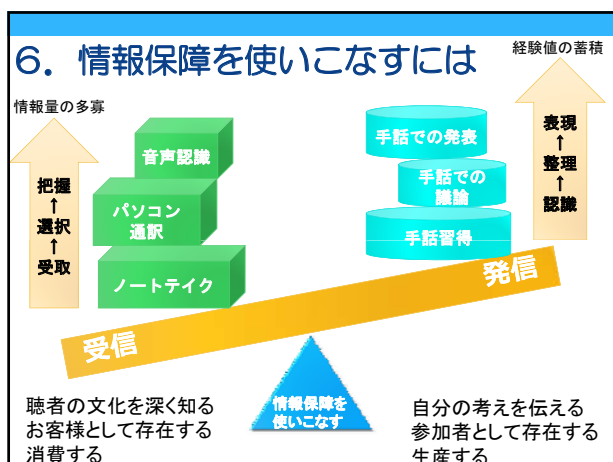 6. 情報保障を使いこなすには
経験値の蓄積
情報量の多寡
把握
↑
選択
↑
受取
音声認識
パソコン
通訳
ノートテイク
手話での発表
手話での
議論
手話習得
表現
↑
整理
↑
認識
受信
発信
情報保障を
使いこなす
聴者の文化を深く知る
お客様として存在する
消費する
自分の考えを伝える
参加者として存在する
生産する